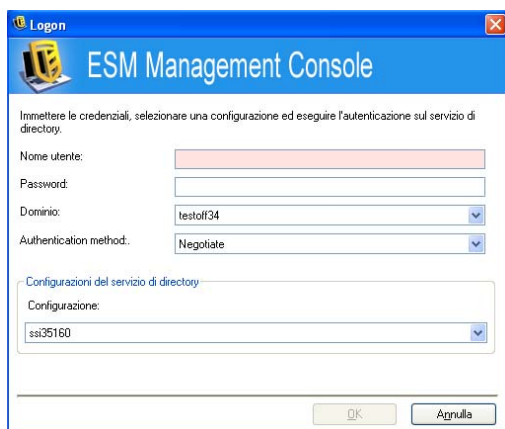 Logon
ESM Management Console
Immettere le credenziali, selezionare una configurazione ed eseguire l'autenticazione sul servizio di
directory.
Nome utente:
Password:
Dominio:
testoff34
Authentication method:.
Negotiate
Configurazioni del servizio di directory
Configurazione:
ssi35160
OK
Annulla